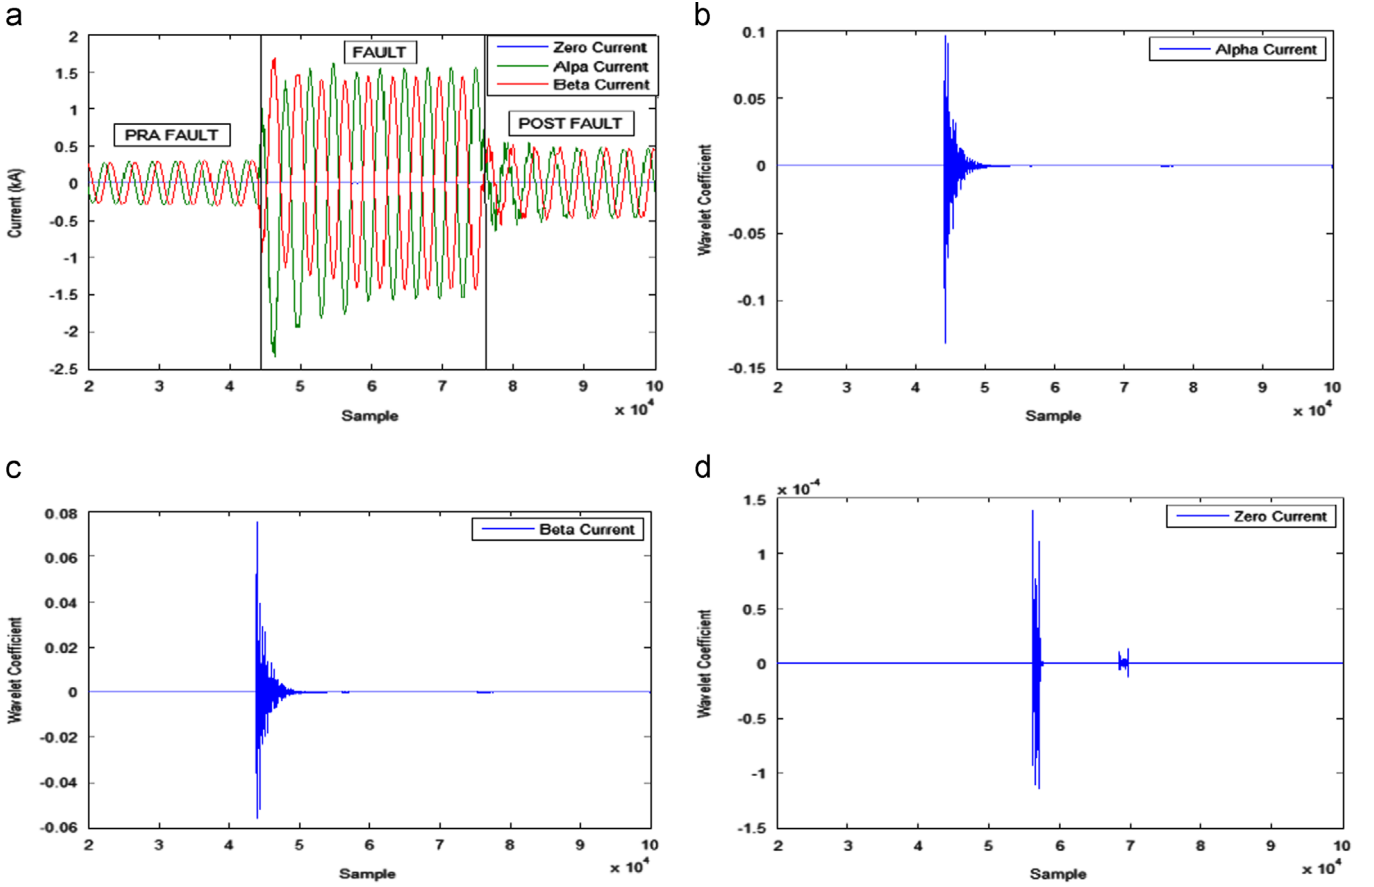 a
2
1.5
1
0.5
0
-0.5
-1
-1.5
-2
-2.5
Current (kA)
PRA FAULT
FAULT
POST FAULT
Zero Current
Alpa Current
Beta Current
2 3 4 5 6 7 8 9 10
x 10^4
Sample
b
0.1
0.05
0
-0.05
-0.1
-0.15
Wavelet Coefficient
Alpha Current
2 3 4 5 6 7 8 9 10
x 10^4
Sample
c
0.08
0.06
0.04
0.02
0
-0.02
-0.04
-0.06
Wavelet Coefficient
Beta Current
2 3 4 5 6 7 8 9 10
x 10^4
Sample
d
x 10^-4
1.5
1
0.5
0
-0.5
-1
-1.5
Wavelet Coefficient
Zero Current
2 3 4 5 6 7 8 9 10
x 10^4
Sample